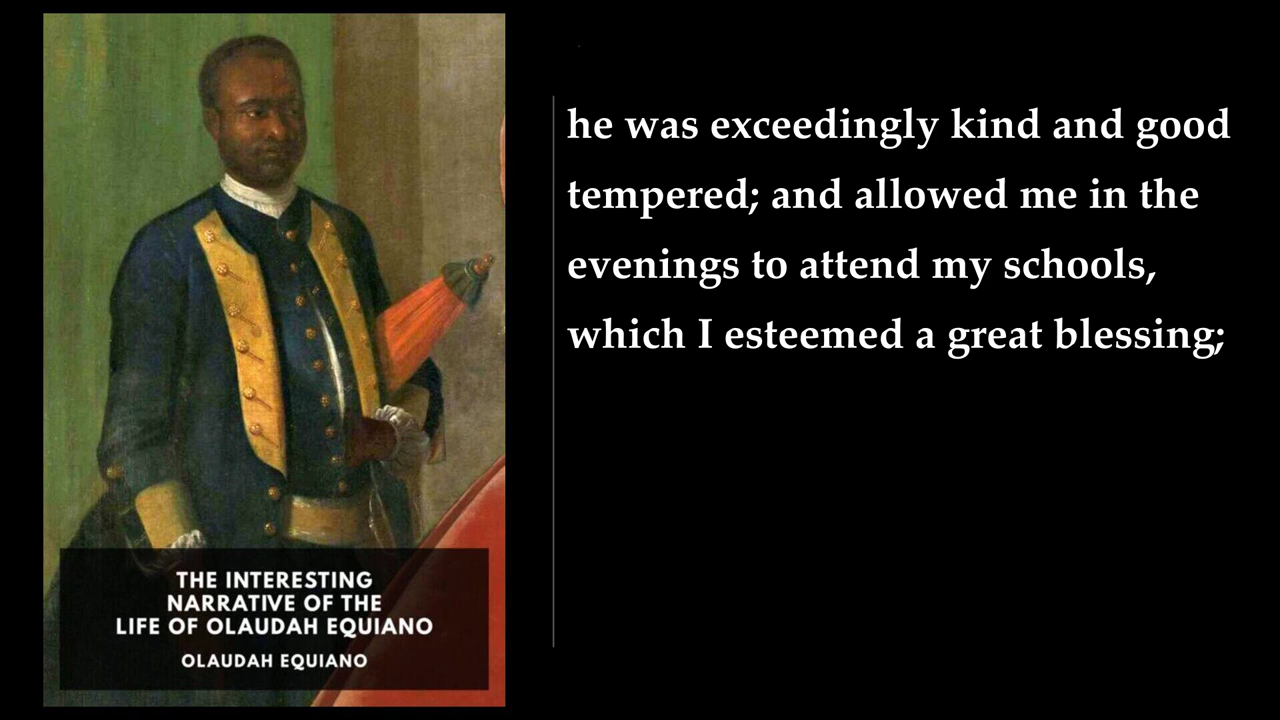 he was exceedingly kind and good
tempered; and allowed me in the
evenings to attend my schools,
which I esteemed a great blessing;
THE INTERESTING
NARRATIVE OF THE
LIFE OF OLAUDAH EQUIANO
OLAUDAH EQUIANO